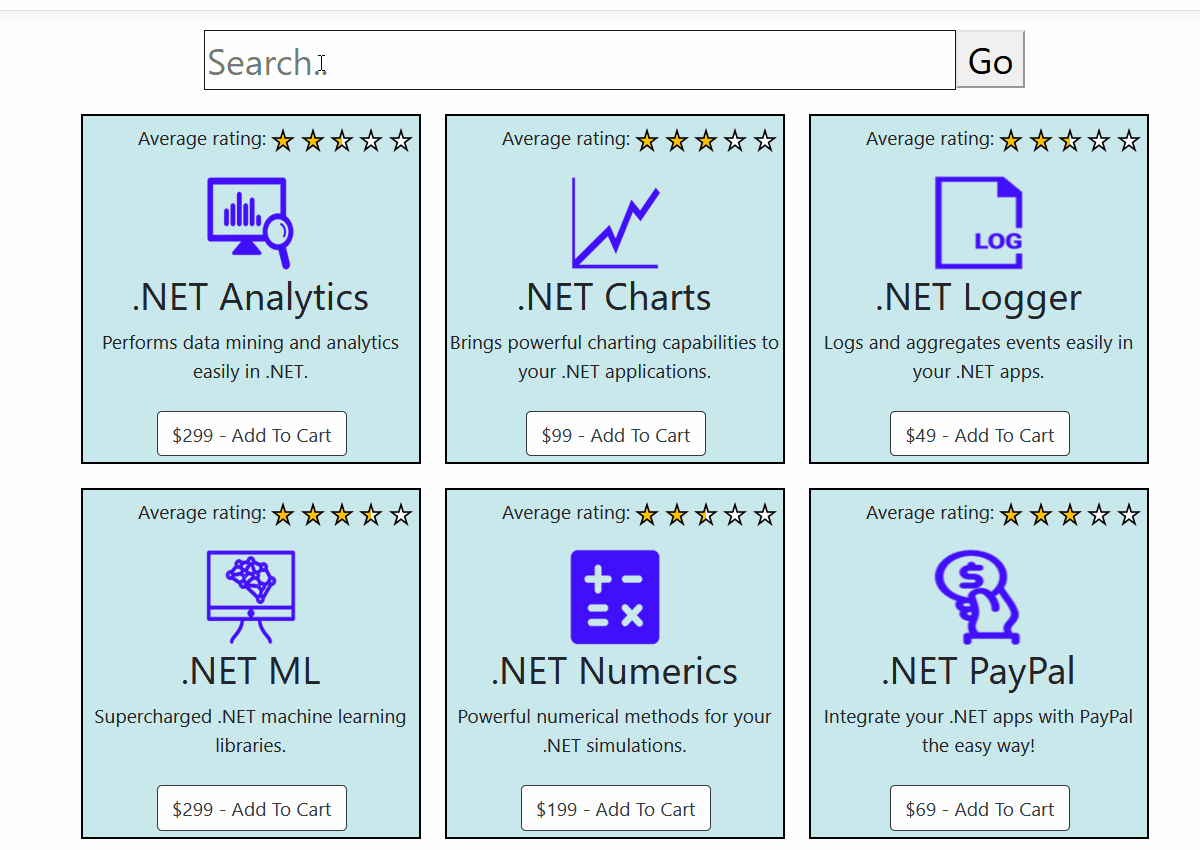 Search..
Go
Average rating:
LOG
.NET Analytics
Performs data mining and analytics
easily in .NET.
$299 - Add To Cart
Average rating:
.NET Charts
Brings powerful charting capabilities to
your .NET applications.
$99 - Add To Cart
Average rating:
.NET Logger
Logs and aggregates events easily in
your .NET apps.
$49 - Add To Cart
Average rating:
.NET ML
Supercharged .NET machine learning
libraries.
$299 - Add To Cart
Average rating:
.NET Numerics
Powerful numerical methods for your
.NET simulations.
$199 - Add To Cart
Average rating:
$
.NET PayPal
Integrate your .NET apps with PayPal
the easy way!
$69 - Add To Cart